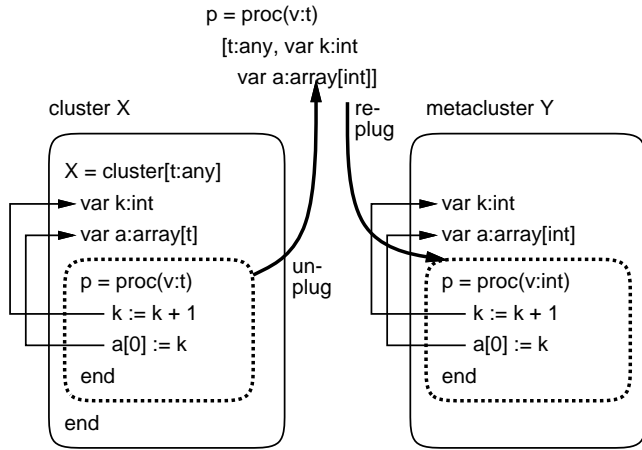 p = proc(v:t)
[t:any, var k:int
var a:array[int]]
cluster X
re-
plug
metacluster Y
X = cluster[t:any]
var k:int
var a:array[t]
p = proc(v:t)
k := k + 1
a[0] := k
end
end
un-
plug
var k:int
var a:array[int]
p = proc(v:int)
k := k + 1
a[0] := k
end